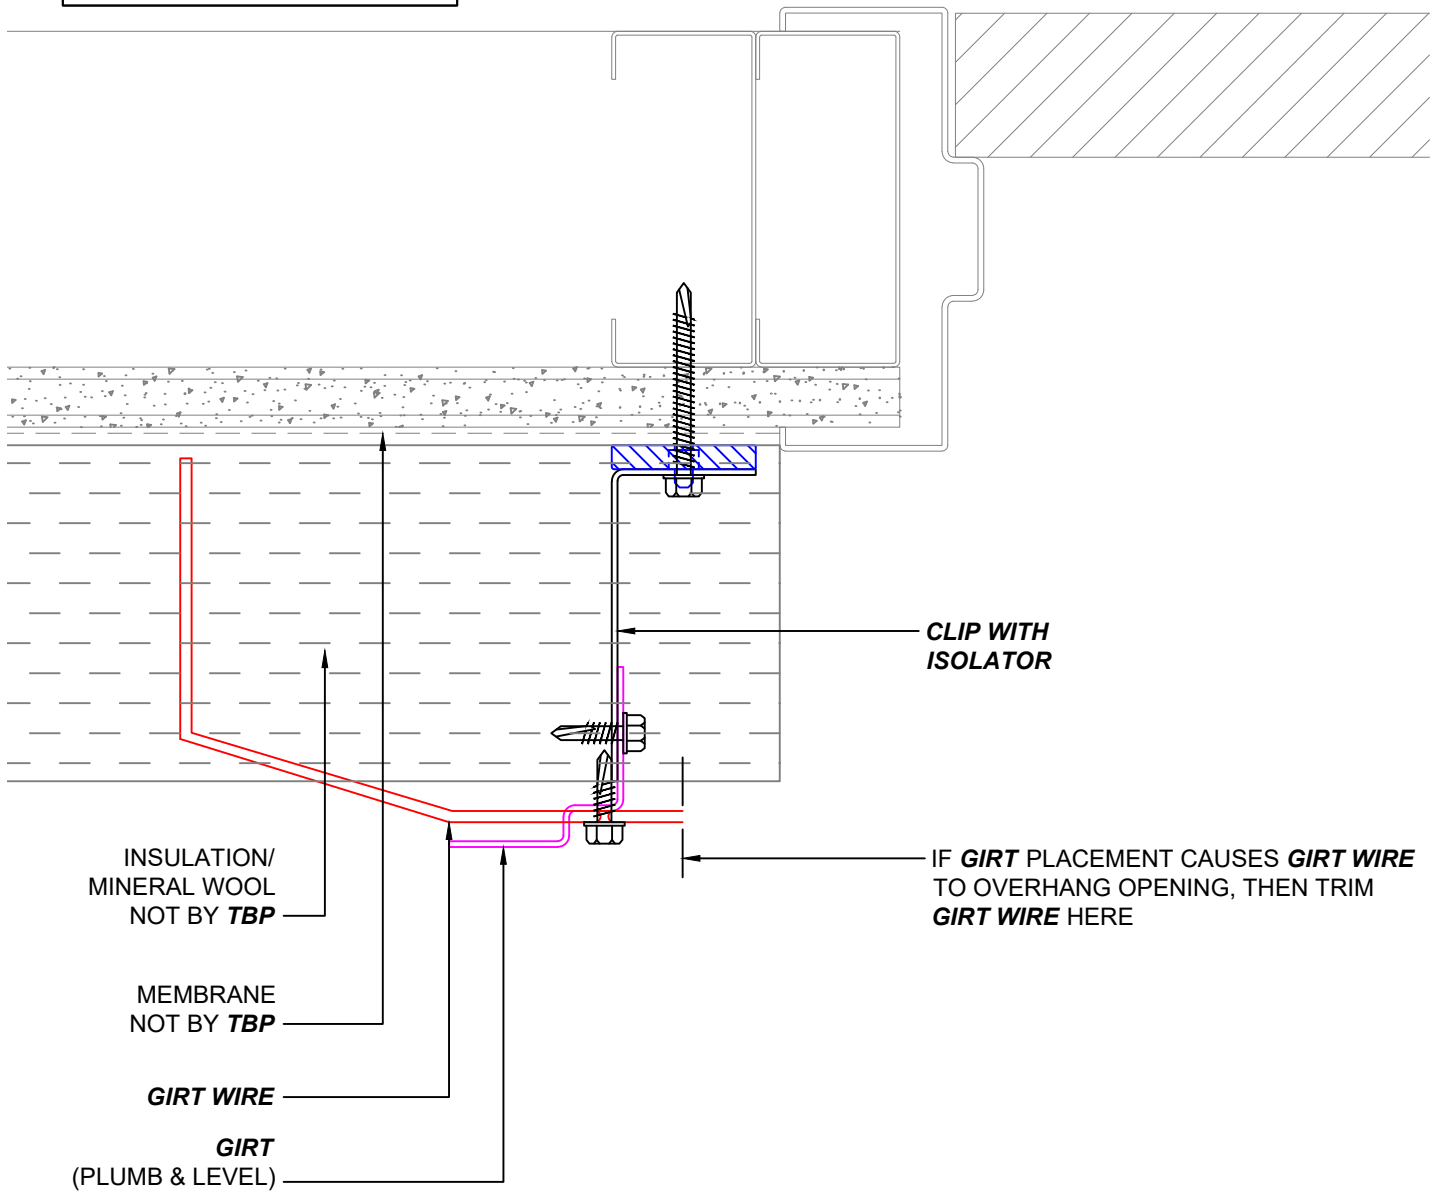 CLIP WITH
ISOLATOR
INSULATION/
MINERAL WOOL
NOT BY TBP
IF GIRT PLACEMENT CAUSES GIRT WIRE
TO OVERHANG OPENING, THEN TRIM
GIRT WIRE HERE
MEMBRANE
NOT BY TBP
GIRT WIRE
GIRT
(PLUMB & LEVEL)